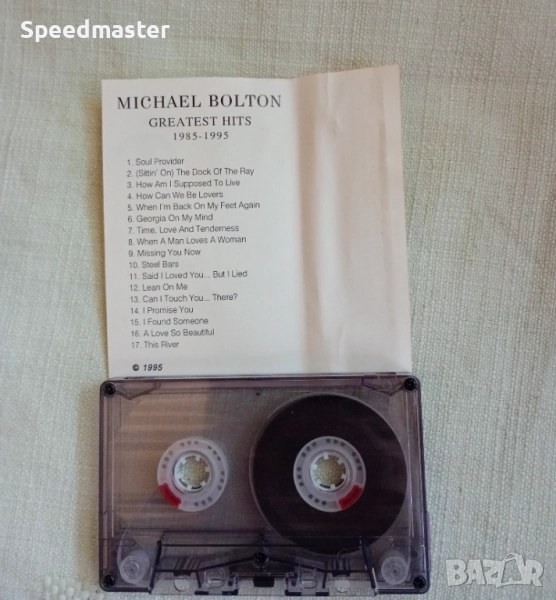 Speedmaster
MICHAEL BOLTON
GREATEST HITS
1985-1995
1. Soul Provider
2. (Sittin' On) The Dock Of The Ray
3. How Am I Supposed To Live
4. How Can We Be Lovers
5. When I'm Back On My Feet Again
6. Georgia On My Mind
7. Time, Love And Tenderness
8. When A Man Loves A Woman
9. Missing You Now
10. Steel Bars
11. Said I Loved You... But I Lied
12. Lean On Me
13. Can I Touch You... There?
14. I Promise You
15. I Found Someone
16. A Love So Beautiful
17. This River
© 1995
BAZAR